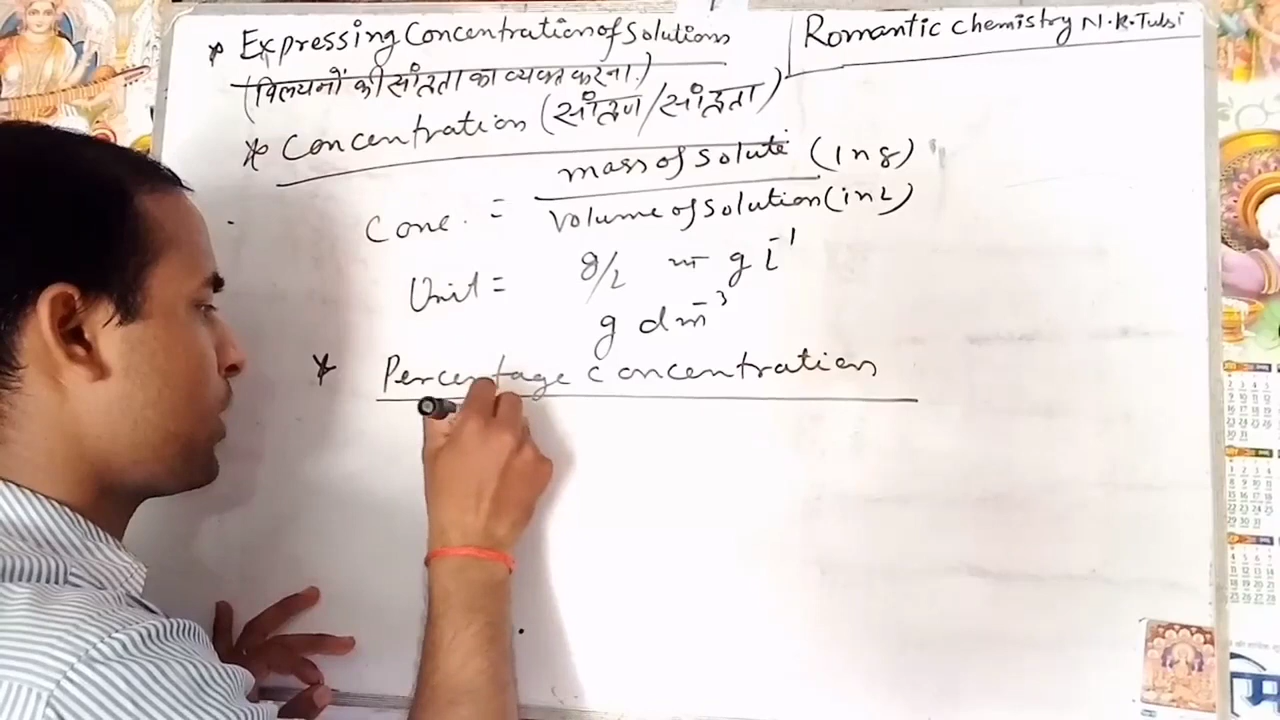 * Expressing Concentration of Solutions
(विलयनों की सांद्रता का व्यक्त करना.)
Romantic chemistry N.K.Tulsi
* Concentration (सांद्रण/सांद्रता)
Conc. = mass of Solute (in g)
Volume of Solution (in L)
Unit = g/L या g L⁻¹
g dm⁻³
* Percentage Concentration